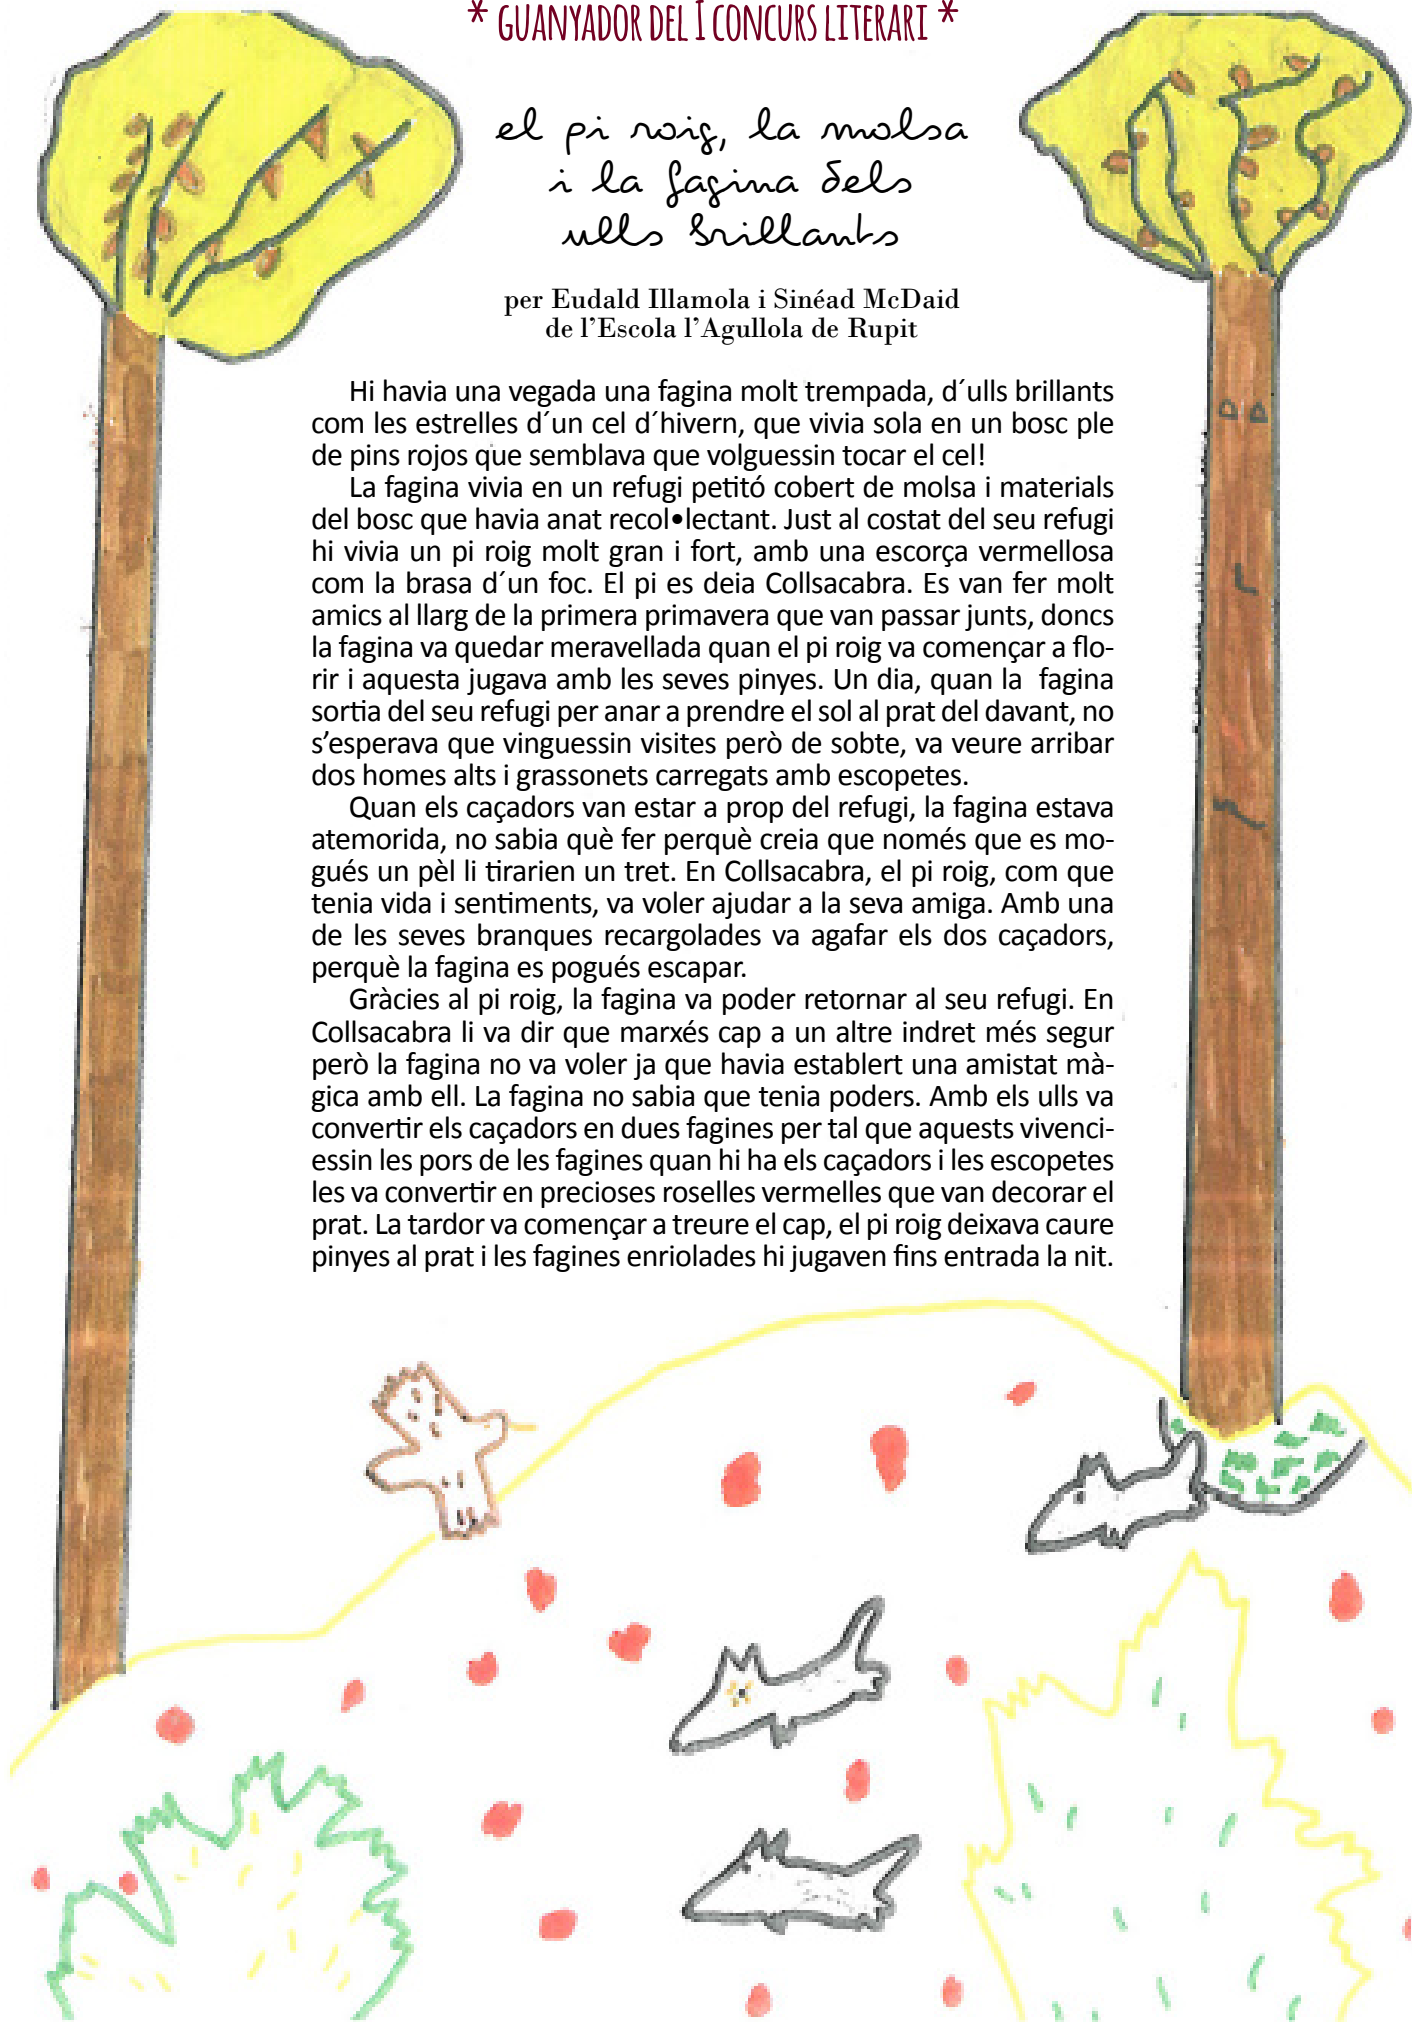 * GUANYADOR DEL I CONCURS LITERARI *
el pi roig, la molsa
i la fagina dels
ulls brillants
per Eudald Illamola i Sinéad McDaid
de l'Escola l'Agullola de Rupit
Hi havia una vegada una fagina molt trempada, d´ulls brillants
com les estrelles d´un cel d´hivern, que vivia sola en un bosc ple
de pins rojos que semblava que volguessin tocar el cel!
La fagina vivia en un refugi petitó cobert de molsa i materials
del bosc que havia anat recol•lectant. Just al costat del seu refugi
hi vivia un pi roig molt gran i fort, amb una escorça vermellosa
com la brasa d´un foc. El pi es deia Collsacabra. Es van fer molt
amics al llarg de la primera primavera que van passar junts, doncs
la fagina va quedar meravellada quan el pi roig va començar a flo-
rir i aquesta jugava amb les seves pinyes. Un dia, quan la fagina
sortia del seu refugi per anar a prendre el sol al prat del davant, no
s'esperava que vinguessin visites però de sobte, va veure arribar
dos homes alts i grassonets carregats amb escopetes.
Quan els caçadors van estar a prop del refugi, la fagina estava
atemorida, no sabia què fer perquè creia que només que es mo-
gués un pèl li tirarien un tret. En Collsacabra, el pi roig, com que
tenia vida i sentiments, va voler ajudar a la seva amiga. Amb una
de les seves branques recargolades va agafar els dos caçadors,
perquè la fagina es pogués escapar.
Gràcies al pi roig, la fagina va poder retornar al seu refugi. En
Collsacabra li va dir que marxés cap a un altre indret més segur
però la fagina no va voler ja que havia establert una amistat mà-
gica amb ell. La fagina no sabia que tenia poders. Amb els ulls va
convertir els caçadors en dues fagines per tal que aquests vivenci-
essin les pors de les fagines quan hi ha els caçadors i les escopetes
les va convertir en precioses roselles vermelles que van decorar el
prat. La tardor va començar a treure el cap, el pi roig deixava caure
pinyes al prat i les fagines enriolades hi jugaven fins entrada la nit.